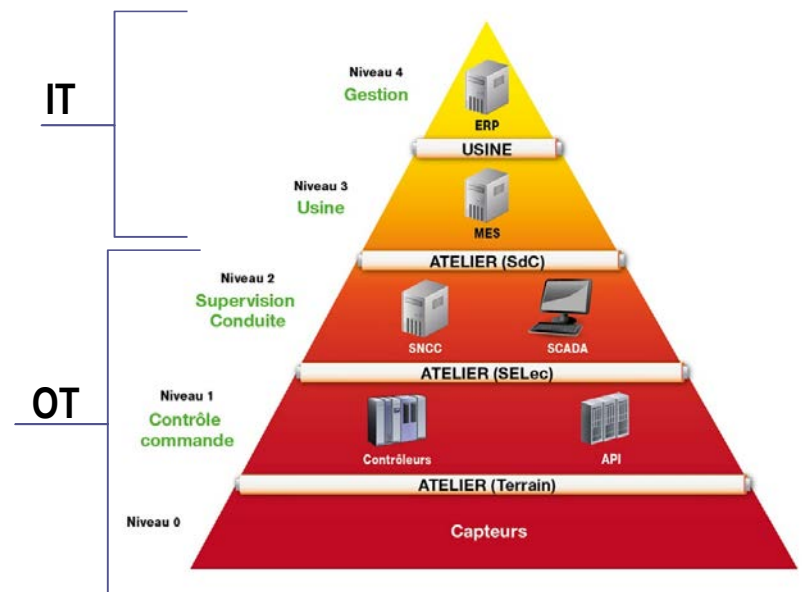 IT
Niveau 4
Gestion
ERP
USINE
Niveau 3
Usine
MES
ATELIER (SdC)
OT
Niveau 2
Supervision
Conduite
SNCC
SCADA
ATELIER (SELec)
Niveau 1
Contrôle
commande
Contrôleurs
API
ATELIER (Terrain)
Niveau 0
Capteurs